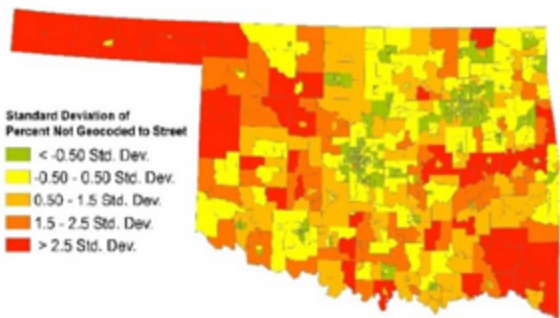 Standard Deviation of
Percent Not Geocoded to Street
< -0.50 Std. Dev.
-0.50 - 0.50 Std. Dev.
0.50 - 1.5 Std. Dev.
1.5 - 2.5 Std. Dev.
> 2.5 Std. Dev.